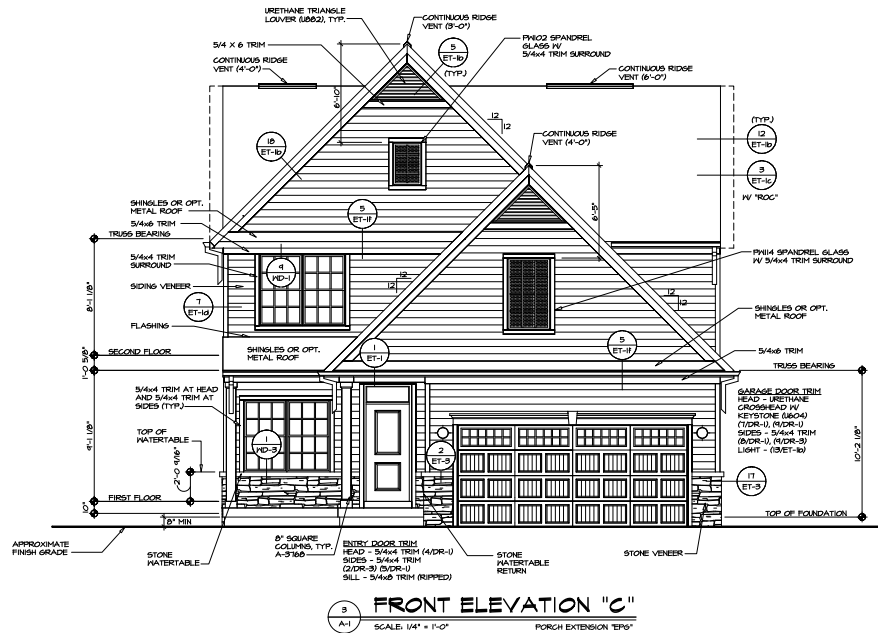 URETHANE TRIANGLE
LOUVER (U882), TYP.
CONTINUOUS RIDGE
VENT (3'-0")
5/4 X 6 TRIM
5
ET-1b
(TYP.)
PW102 SPANDREL
GLASS W/
5/4x4 TRIM SURROUND
CONTINUOUS RIDGE
VENT (4'-0")
CONTINUOUS RIDGE
VENT (6'-0")
6'-10"
12
12
18
ET-1b
CONTINUOUS RIDGE
VENT (4'-0")
(TYP.)
12
ET-1b
3
ET-1c
W/ "ROC"
6'-5"
SHINGLES OR OPT.
METAL ROOF
5
ET-1f
5/4x6 TRIM
TRUSS BEARING
5/4x4 TRIM
SURROUND
9
WD-1
12
12
PW114 SPANDREL GLASS
W/ 5/4x4 TRIM SURROUND
SIDING VENEER
7
ET-1d
12
12
8'-1 1/8"
SHINGLES OR OPT.
METAL ROOF
FLASHING
SECOND FLOOR
SHINGLES OR OPT.
METAL ROOF
1
ET-1
5
ET-1f
5/4x6 TRIM
1'-0 5/8"
TRUSS BEARING
5/4x4 TRIM AT HEAD
AND 5/4x4 TRIM AT
SIDES (TYP.)
GARAGE DOOR TRIM
HEAD - URETHANE
CROSSHEAD W/
KEYSTONE (U604)
(7/DR-1), (9/DR-1)
SIDES - 5/4x4 TRIM
(8/DR-1), (9/DR-3)
LIGHT - (13/ET-1b)
9'-1 1/8"
TOP OF
WATERTABLE
1
WD-3
2
ET-3
10'-2 1/8"
2'-0 9/16"
17
ET-3
FIRST FLOOR
10"
8" MIN
TOP OF FOUNDATION
APPROXIMATE
FINISH GRADE
STONE
WATERTABLE
8" SQUARE
COLUMNS, TYP.
A-3768
ENTRY DOOR TRIM
HEAD - 5/4x4 TRIM (4/DR-1)
SIDES - 5/4x4 TRIM
(2/DR-3) (3/DR-1)
SILL - 5/4x8 TRIM (RIPPED)
STONE
WATERTABLE
RETURN
STONE VENEER
3
A-1
FRONT ELEVATION "C"
SCALE: 1/4" = 1'-0"
PORCH EXTENSION "EPG"